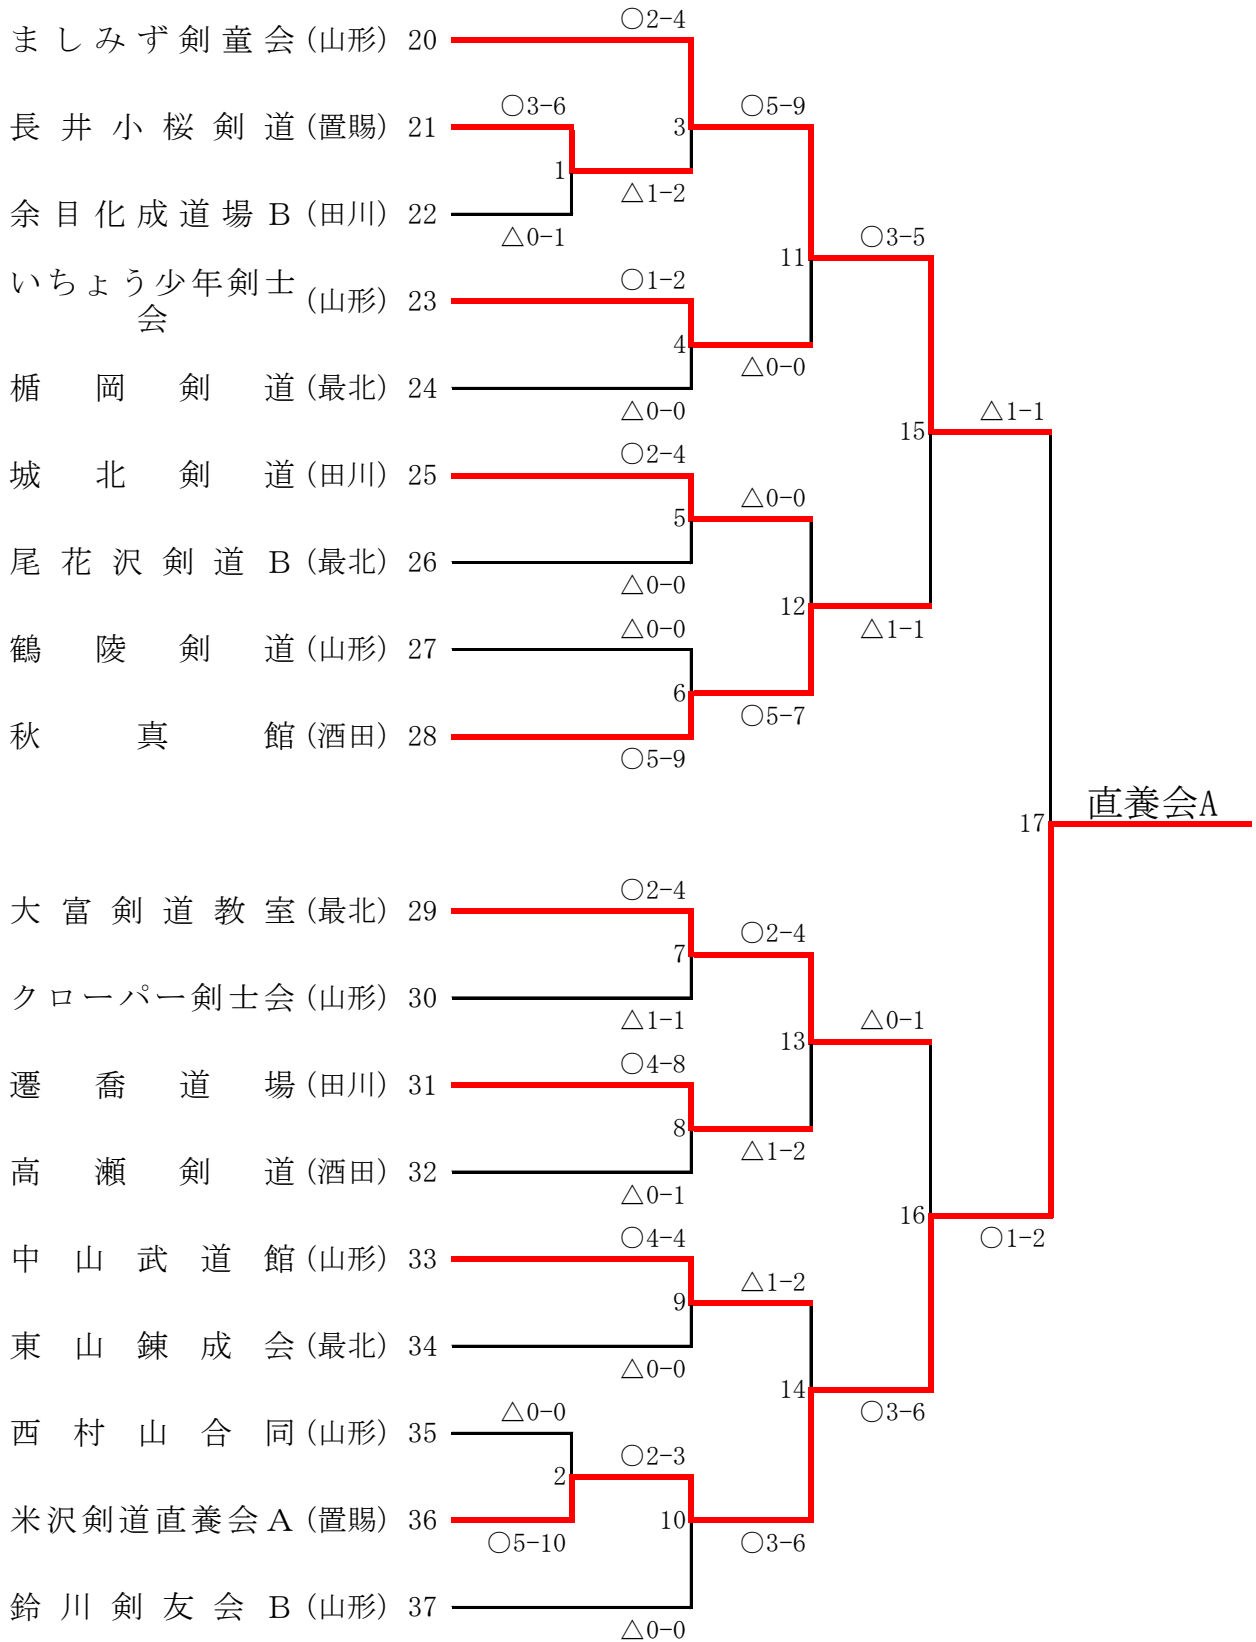 ○2-4
ましみず剣童会 (山形) 20
○3-6 ○5-9
長井小桜剣道 (置賜) 21
3
1
△1-2
余目化成道場B (田川) 22
△0-1 ○3-5
11
いちょう少年剣士会 (山形) 23
○1-2
4
△0-0
楯岡剣道 (最北) 24
△0-0 △1-1
15
○2-4
城北剣道 (田川) 25
△0-0
5
尾花沢剣道B (最北) 26
△0-0
12
△0-0 △1-1
鶴陵剣道 (山形) 27
6
○5-7
秋真館 (酒田) 28
○5-9
直養会A
17
○2-4
大富剣道教室 (最北) 29
○2-4
7
クローバー剣士会 (山形) 30
△1-1 △0-1
13
○4-8
遷喬道場 (田川) 31
8
△1-2
高瀬剣道 (酒田) 32
△0-1
16
○4-4 ○1-2
中山武道館 (山形) 33
△1-2
9
東山錬成会 (最北) 34
△0-0
14
△0-0 ○3-6
西村山合同 (山形) 35
○2-3
2
米沢剣道直養会A (置賜) 36
10
○5-10 ○3-6
鈴川剣友会B (山形) 37
△0-0